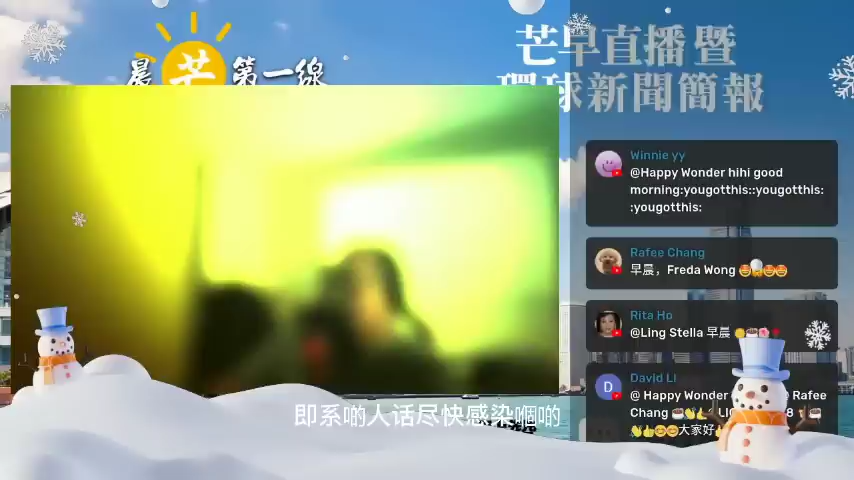 晨芒第一線
芒早直播暨
環球新聞簡報
Winnie yy
@Happy Wonder hihi good
morning:yougotthis::yougotthis:
:yougotthis:
Rafee Chang
早晨，Freda Wong
Rita Ho
@Ling Stella 早晨
David LI
@ Happy Wonder
Rafee
Chang
8
大家好
即系啲人话尽快感染嗰啲